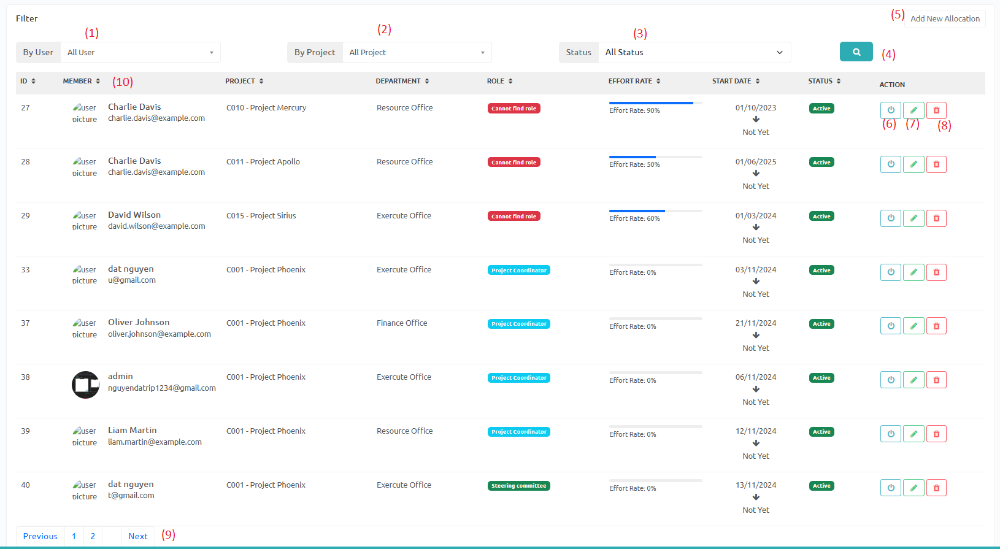 Filter
(5) Add New Allocation
(1) (2) (3)
By User All User By Project All Project Status All Status (4)
ID MEMBER (10) PROJECT DEPARTMENT ROLE EFFORT RATE START DATE STATUS ACTION
27 user picture Charlie Davis C010 - Project Mercury Resource Office Cannot find role 01/10/2023 Active
charlie.davis@example.com Effort Rate: 90%
(6) (7) (8)
Not Yet
28 user picture Charlie Davis C011 - Project Apollo Resource Office Cannot find role 01/06/2025 Active
charlie.davis@example.com Effort Rate: 50%
Not Yet
29 user picture David Wilson C015 - Project Sirius Exercute Office Cannot find role 01/03/2024 Active
david.wilson@example.com Effort Rate: 60%
Not Yet
33 user picture dat nguyen C001 - Project Phoenix Exercute Office Project Coordinator 03/11/2024 Active
u@gmail.com Effort Rate: 0%
Not Yet
37 user picture Oliver Johnson C001 - Project Phoenix Finance Office Project Coordinator 21/11/2024 Active
oliver.johnson@example.com Effort Rate: 0%
Not Yet
38 admin C001 - Project Phoenix Exercute Office Project Coordinator 06/11/2024 Active
nguyendatrip1234@gmail.com Effort Rate: 0%
Not Yet
39 user picture Liam Martin C001 - Project Phoenix Resource Office Project Coordinator 12/11/2024 Active
liam.martin@example.com Effort Rate: 0%
Not Yet
40 user picture dat nguyen C001 - Project Phoenix Exercute Office Steering committee 13/11/2024 Active
t@gmail.com Effort Rate: 0%
Not Yet
Previous 1 2 Next (9)